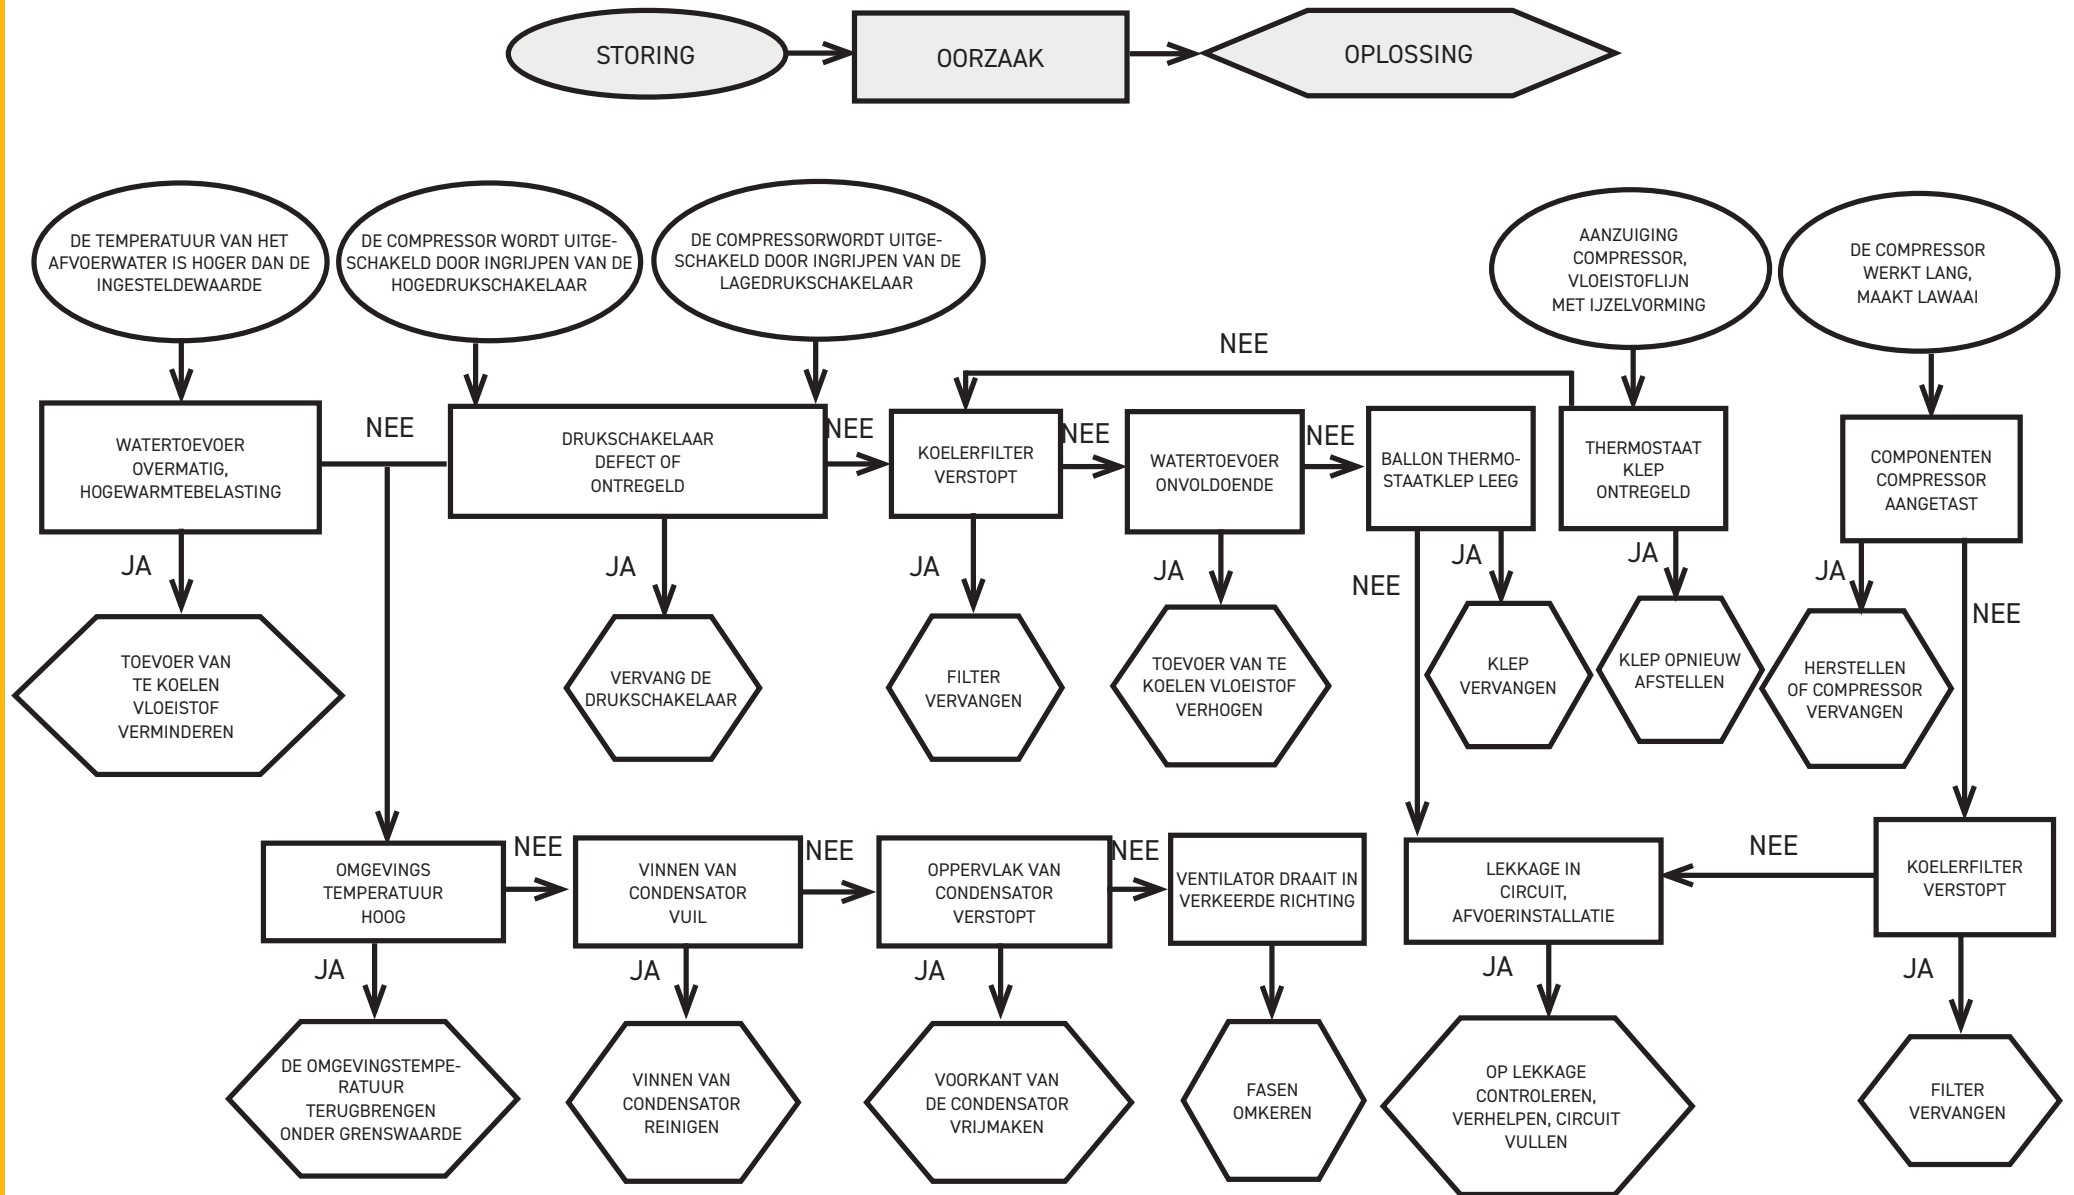 STORING
OORZAAK
OPLOSSING
DE TEMPERATUUR VAN HET
AFVOERWATER IS HOGER DAN DE
INGESTELDEWAARDE
DE COMPRESSOR WORDT UITGE-
SCHAKELD DOOR INGRIJPEN VAN DE
HOGEDRUKSCHAKELAAR
DE COMPRESSORWORDT UITGE-
SCHAKELD DOOR INGRIJPEN VAN DE
LAGEDRUKSCHAKELAAR
AANZUIGING
COMPRESSOR,
VLOEISTOFLIJN
MET IJZELVORMING
DE COMPRESSOR
WERKT LANG,
MAAKT LAWAAI
NEE
WATERTOEVOER
OVERMATIG,
HOGEWARMTEBELASTING
NEE
DRUKSCHAKELAAR
DEFECT OF
ONTREGELD
NEE
KOELERFILTER
VERSTOPT
NEE
WATERTOEVOER
ONVOLDOENDE
NEE
BALLON THERMO-
STAATKLEP LEEG
THERMOSTAAT
KLEP
ONTREGELD
COMPONENTEN
COMPRESSOR
AANGETAST
JA
JA
JA
JA
NEE
JA
JA
JA
NEE
TOEVOER VAN
TE KOELEN
VLOEISTOF
VERMINDEREN
VERVANG DE
DRUKSCHAKELAAR
FILTER
VERVANGEN
TOEVOER VAN TE
KOELEN VLOEISTOF
VERHOGEN
KLEP
VERVANGEN
KLEP OPNIEUW
AFSTELLEN
HERSTELLEN
OF COMPRESSOR
VERVANGEN
OMGEVINGS
TEMPERATUUR
HOOG
NEE
VINNEN VAN
CONDENSATOR
VUIL
NEE
OPPERVLAK VAN
CONDENSATOR
VERSTOPT
NEE
VENTILATOR DRAAIT IN
VERKEERDE RICHTING
LEKKAGE IN
CIRCUIT,
AFVOERINSTALLATIE
NEE
KOELERFILTER
VERSTOPT
JA
JA
JA
JA
JA
DE OMGEVINGSTEMPE-
RATUUR
TERUGBRENGEN
ONDER GRENSWAARDE
VINNEN VAN
CONDENSATOR
REINIGEN
VOORKANT VAN
DE CONDENSATOR
VRIJMAKEN
FASEN
OMKEREN
OP LEKKAGE
CONTROLEREN,
VERHELPEN, CIRCUIT
VULLEN
FILTER
VERVANGEN